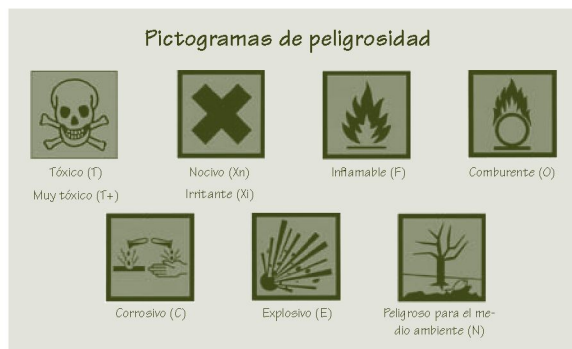 Pictogramas de peligrosidad
Tóxico (T)
Muy tóxico (T+)
Nocivo (Xn)
Irritante (Xi)
Inflamable (F)
Comburente (O)
Corrosivo (C)
Explosivo (E)
Peligroso para el me-
dio ambiente (N)